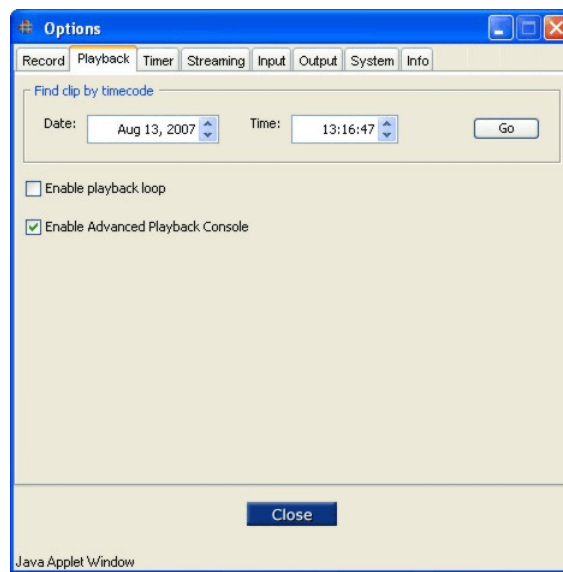 Options
Record Playback Timer Streaming Input Output System Info
Find clip by timecode
Date: Aug 13, 2007 Time: 13:16:47 Go
Enable playback loop
Enable Advanced Playback Console
Close
Java Applet Window